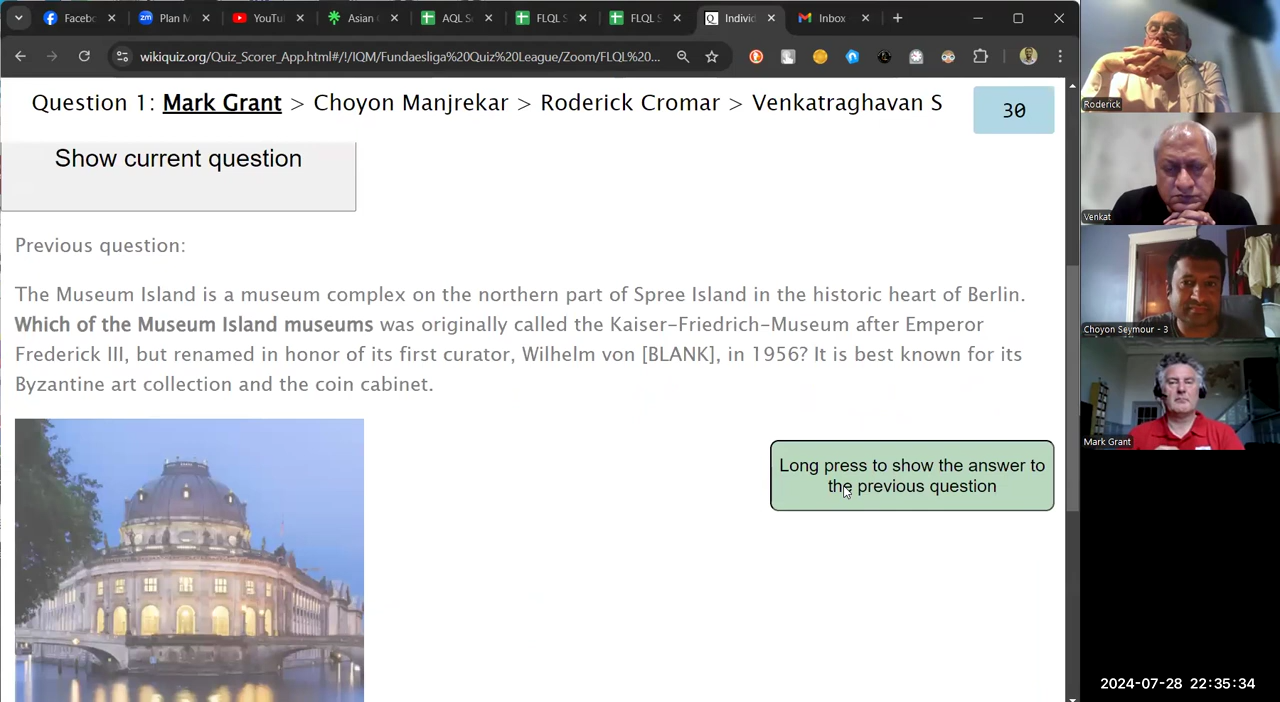 Facebo
Plan M
YouTu
Asian
AQL S
FLQL S
FLQL S
Individ
Inbox
wikiquiz.org/Quiz_Scorer_App.html#/!/IQM/Fundaesliga%20Quiz%20League/Zoom/FLQL%20...
Question 1: Mark Grant > Choyon Manjrekar > Roderick Cromar > Venkatraghavan S
30
Show current question
Previous question:
The Museum Island is a museum complex on the northern part of Spree Island in the historic heart of Berlin.
Which of the Museum Island museums was originally called the Kaiser-Friedrich-Museum after Emperor
Frederick III, but renamed in honor of its first curator, Wilhelm von [BLANK], in 1956? It is best known for its
Byzantine art collection and the coin cabinet.
Long press to show the answer to
the previous question
Roderick
Venkat
Choyon Seymour - 3
Mark Grant
2024-07-28 22:35:34